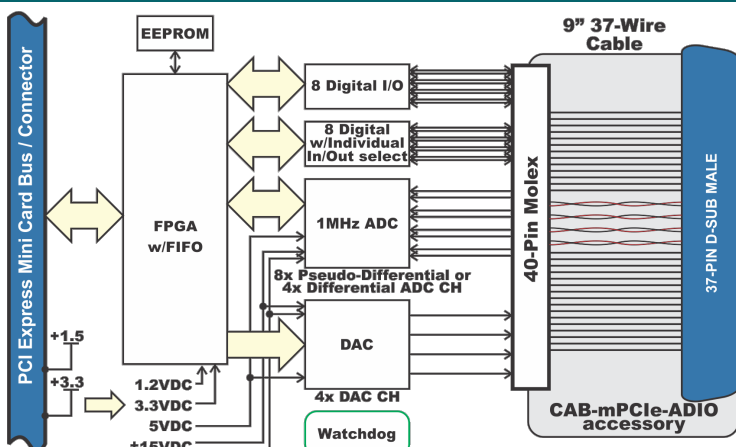 PCI Express Mini Card Bus / Connector
EEPROM
FPGA
w/FIFO
8 Digital I/O
8 Digital
w/Individual
In/Out select
1MHz ADC
8x Pseudo-Differential or
4x Differential ADC CH
DAC
4x DAC CH
Watchdog
+1.5
+3.3
1.2VDC
3.3VDC
5VDC
+15VDC
40-Pin Molex
9” 37-Wire
Cable
37-PIN D-SUB MALE
CAB-mPCIe-ADIO
accessory